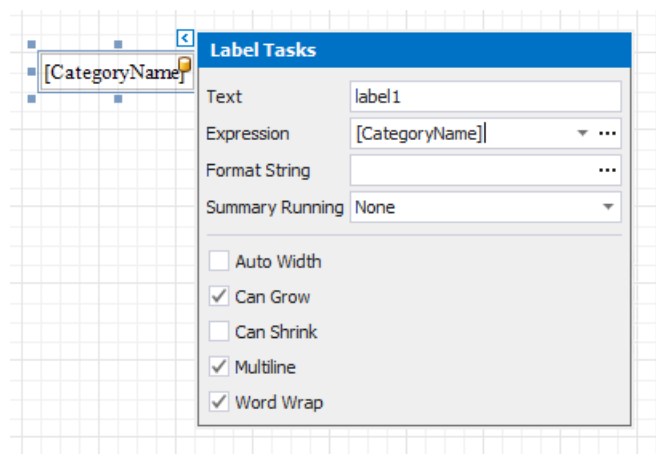 Label Tasks
[CategoryName]
Text label1
Expression [CategoryName]
Format String
Summary Running None
Auto Width
Can Grow
Can Shrink
Multiline
Word Wrap